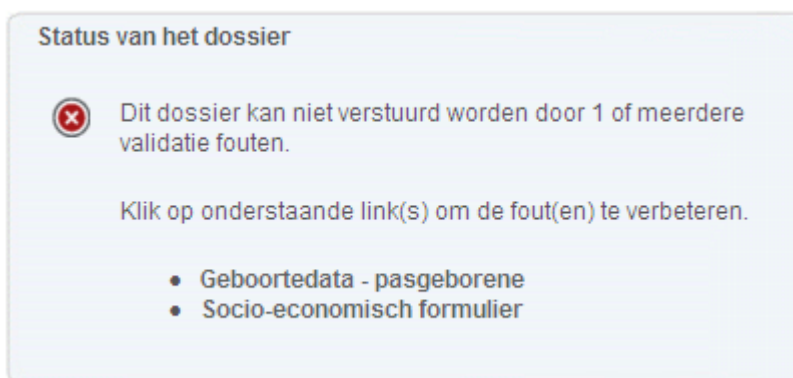 Status van het dossier
Dit dossier kan niet verstuurd worden door 1 of meerdere
validatie fouten.
Klik op onderstaande link(s) om de fout(en) te verbeteren.
• Geboortedata - pasgeborene
• Socio-economisch formulier